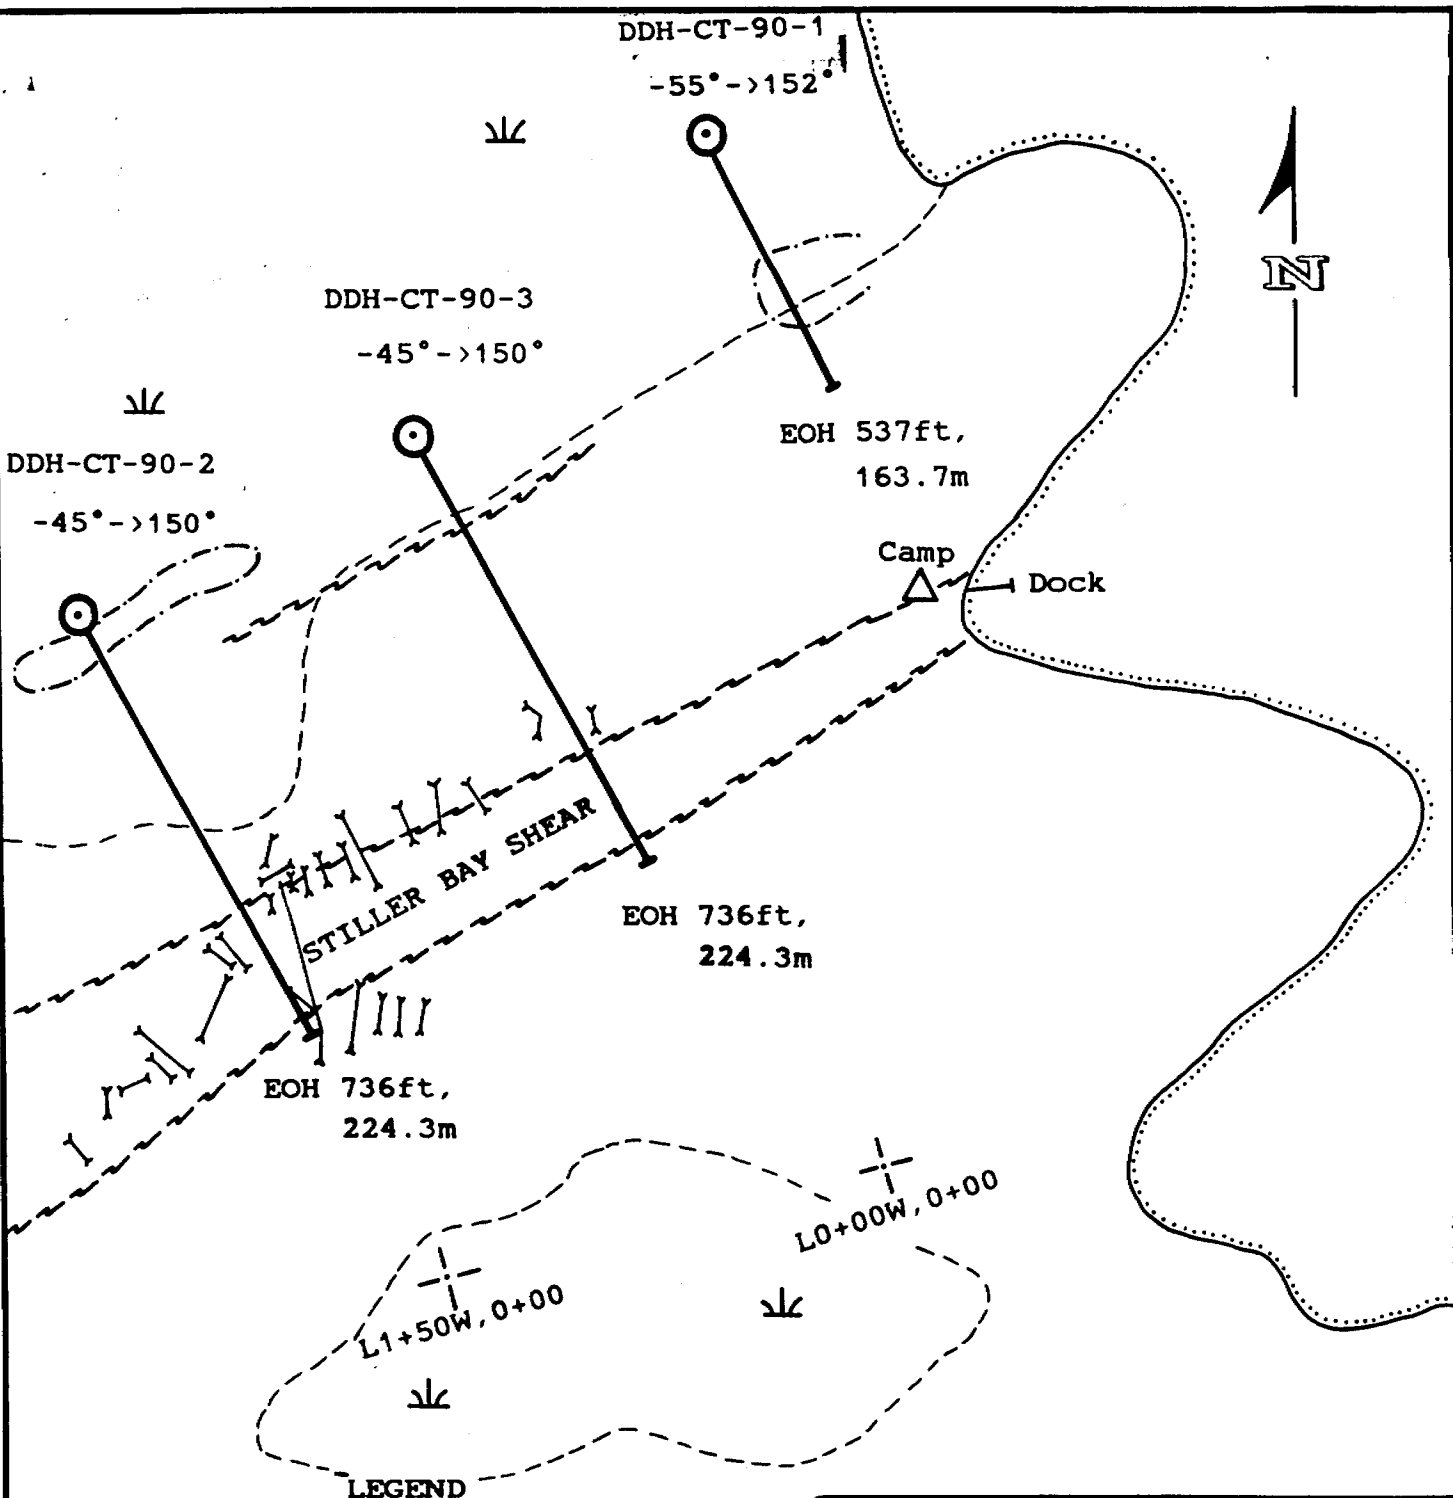 DDH-CT-90-1
-55°->152°
N
DDH-CT-90-3
-45°->150°
EOH 537ft,
163.7m
DDH-CT-90-2
-45°->150°
Camp
Dock
STILLER BAY SHEAR
EOH 736ft,
224.3m
EOH 736ft,
224.3m
L0+00W,0+00
L1+50W,0+00
LEGEND